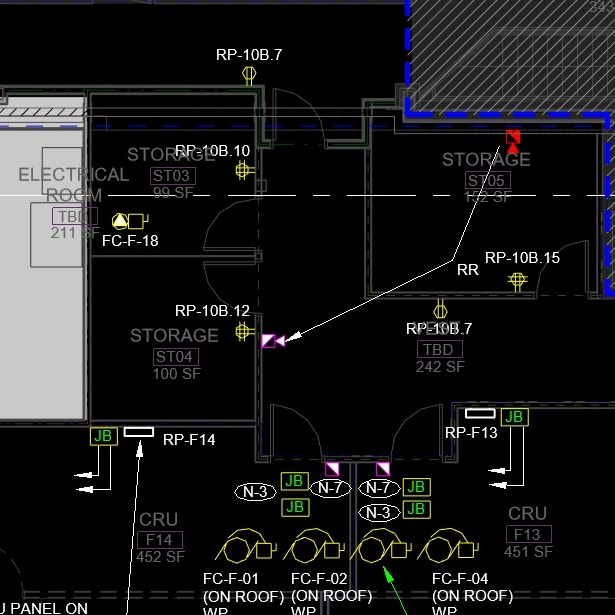 343
RP-10B.7
STORAGE
RP-10B.10
ST03
99 SF
ELECTRICAL
ROOM
TBD
211 SF
FC-F-18
STORAGE
ST05
152 SF
RP-10B.15
RR
RP-10B.12
STORAGE
ST04
100 SF
RP-10B.7
TBD
242 SF
JB
RP-F14
RP-F13
JB
N-3
JB
N-7
N-7
JB
JB
N-3
JB
CRU
F14
452 SF
CRU
F13
451 SF
FC-F-01
(ON ROOF)
WP
FC-F-02
(ON ROOF)
WP
FC-F-04
(ON ROOF)
WP
U PANEL ON